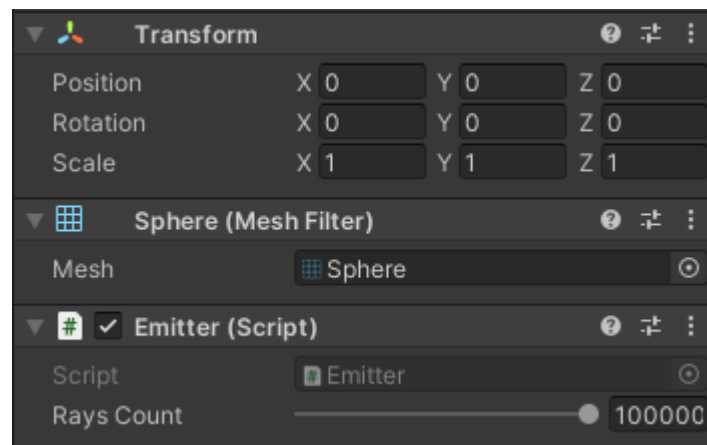 Transform
Position X 0 Y 0 Z 0
Rotation X 0 Y 0 Z 0
Scale X 1 Y 1 Z 1
Sphere (Mesh Filter)
Mesh Sphere
# Emitter (Script)
Script # Emitter
Rays Count 100000